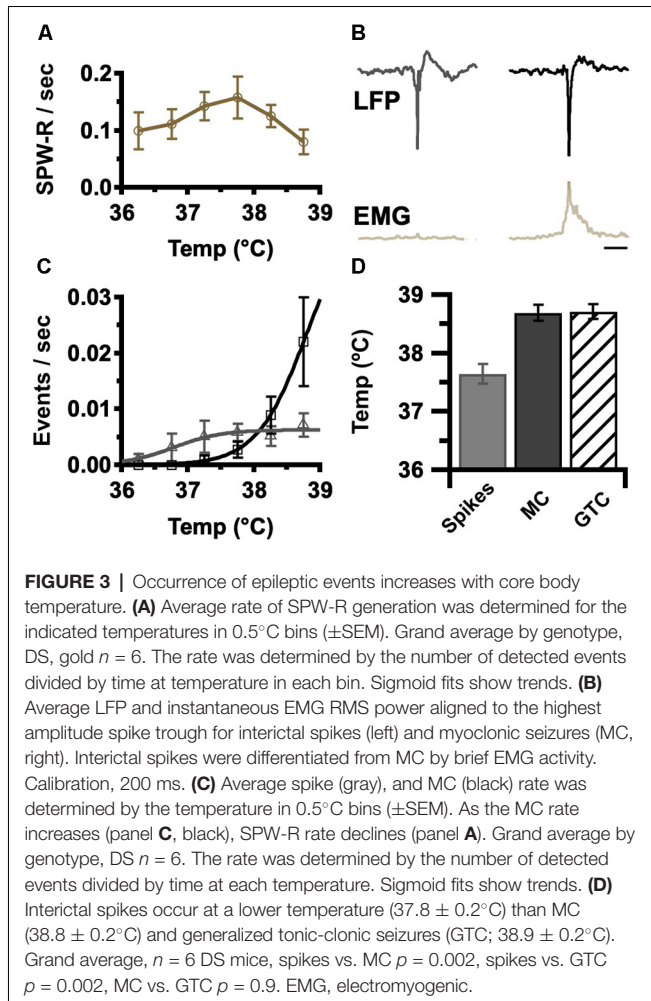 A
SPW-R / sec
0.2
0.1
0.0
36
37
38
39
Temp (°C)
B
LFP
EMG
C
Events / sec
0.03
0.02
0.01
0.00
36
37
38
39
Temp (°C)
D
Temp (°C)
39
38
37
36
Spikes
MC
GTC
FIGURE 3 | Occurrence of epileptic events increases with core body
temperature. (A) Average rate of SPW-R generation was determined for the
indicated temperatures in 0.5°C bins (±SEM). Grand average by genotype,
DS, gold n = 6. The rate was determined by the number of detected events
divided by time at temperature in each bin. Sigmoid fits show trends. (B)
Average LFP and instantaneous EMG RMS power aligned to the highest
amplitude spike trough for interictal spikes (left) and myoclonic seizures (MC,
right). Interictal spikes were differentiated from MC by brief EMG activity.
Calibration, 200 ms. (C) Average spike (gray), and MC (black) rate was
determined by the temperature in 0.5°C bins (±SEM). As the MC rate
increases (panel C, black), SPW-R rate declines (panel A). Grand average by
genotype, DS n = 6. The rate was determined by the number of detected
events divided by time at each temperature. Sigmoid fits show trends. (D)
Interictal spikes occur at a lower temperature (37.8 ± 0.2°C) than MC
(38.8 ± 0.2°C) and generalized tonic-clonic seizures (GTC; 38.9 ± 0.2°C).
Grand average, n = 6 DS mice, spikes vs. MC p = 0.002, spikes vs. GTC
p = 0.002, MC vs. GTC p = 0.9. EMG, electromyogenic.